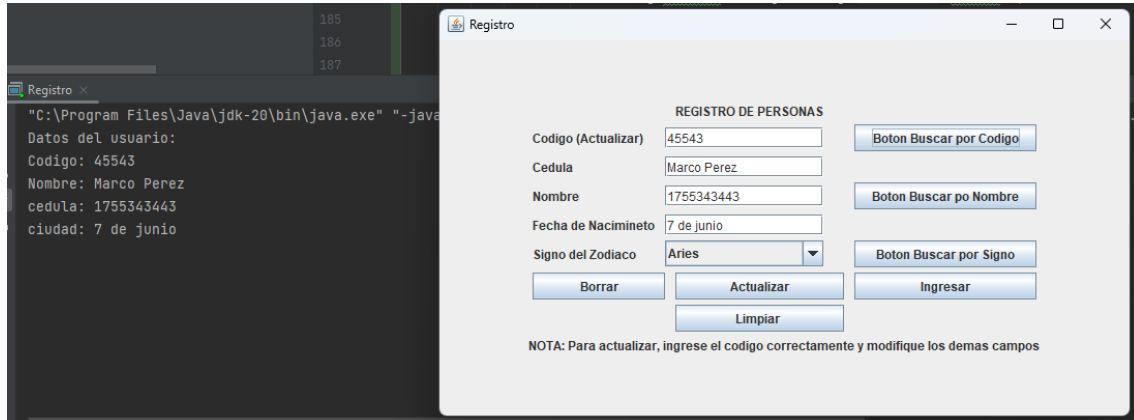 185
186
187
Registro
"C:\Program Files\Java\jdk-20\bin\java.exe" "-java
Datos del usuario:
Codigo: 45543
Nombre: Marco Perez
cedula: 1755343443
ciudad: 7 de junio
Registro
REGISTRO DE PERSONAS
Codigo (Actualizar) 45543 Boton Buscar por Codigo
Cedula Marco Perez
Nombre 1755343443 Boton Buscar po Nombre
Fecha de Nacimineto 7 de junio
Signo del Zodiaco Aries Boton Buscar por Signo
Borrar Actualizar Ingresar
Limpiar
NOTA: Para actualizar, ingrese el codigo correctamente y modifique los demas campos